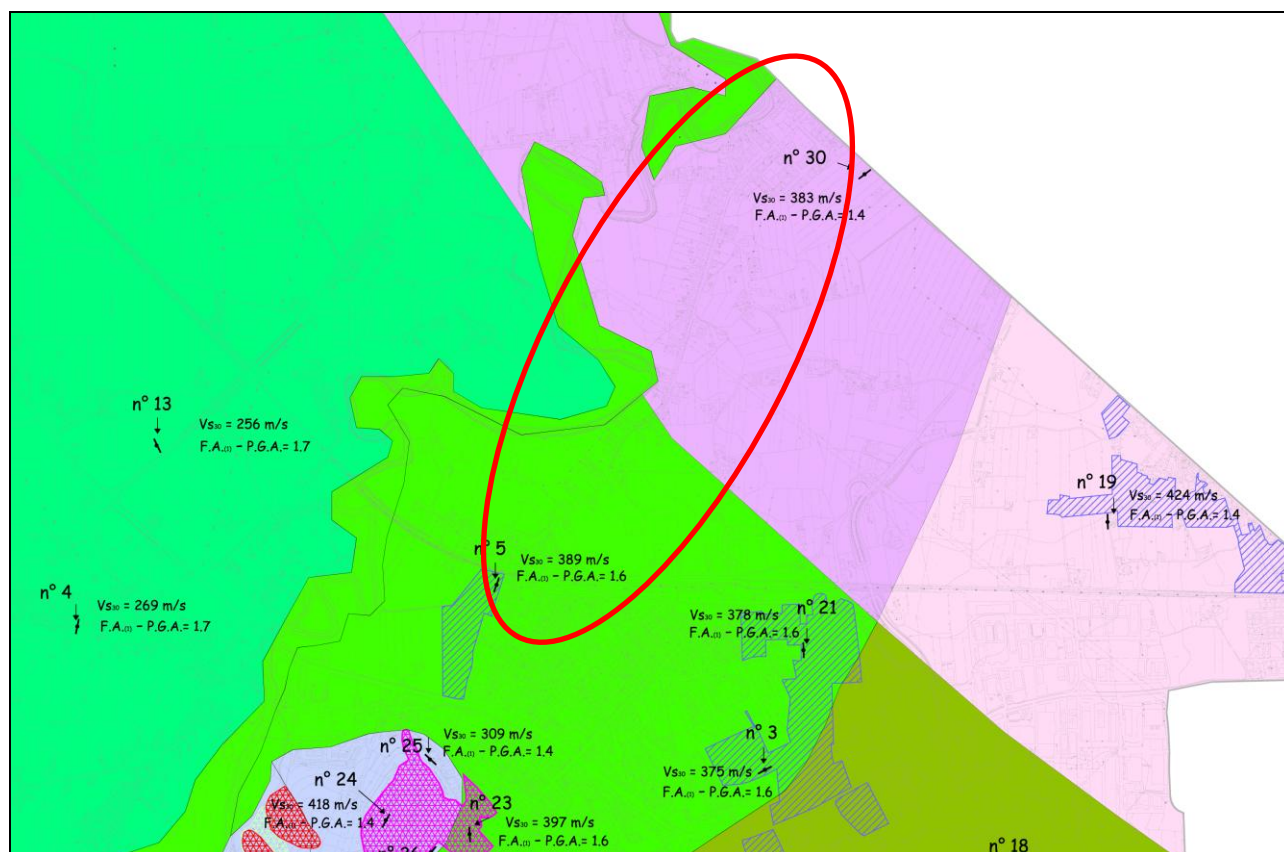 n° 30
Vs₃₀ = 383 m/s
F.A.₍₁₎ – P.G.A.= 1.4
n° 13
Vs₃₀ = 256 m/s
F.A.₍₁₎ – P.G.A.= 1.7
n° 19
Vs₃₀ = 424 m/s
F.A.₍₁₎ – P.G.A.= 1.4
n° 5
Vs₃₀ = 389 m/s
F.A.₍₁₎ – P.G.A.= 1.6
n° 4
Vs₃₀ = 269 m/s
F.A.₍₁₎ – P.G.A.= 1.7
n° 21
Vs₃₀ = 378 m/s
F.A.₍₁₎ – P.G.A.= 1.6
n° 25
Vs₃₀ = 309 m/s
F.A.₍₁₎ – P.G.A.= 1.4
n° 3
Vs₃₀ = 375 m/s
F.A.₍₁₎ – P.G.A.= 1.6
n° 24
Vs₃₀ = 418 m/s
F.A.₍₁₎ – P.G.A.= 1.4
n° 23
Vs₃₀ = 397 m/s
F.A.₍₁₎ – P.G.A.= 1.6
n° 18